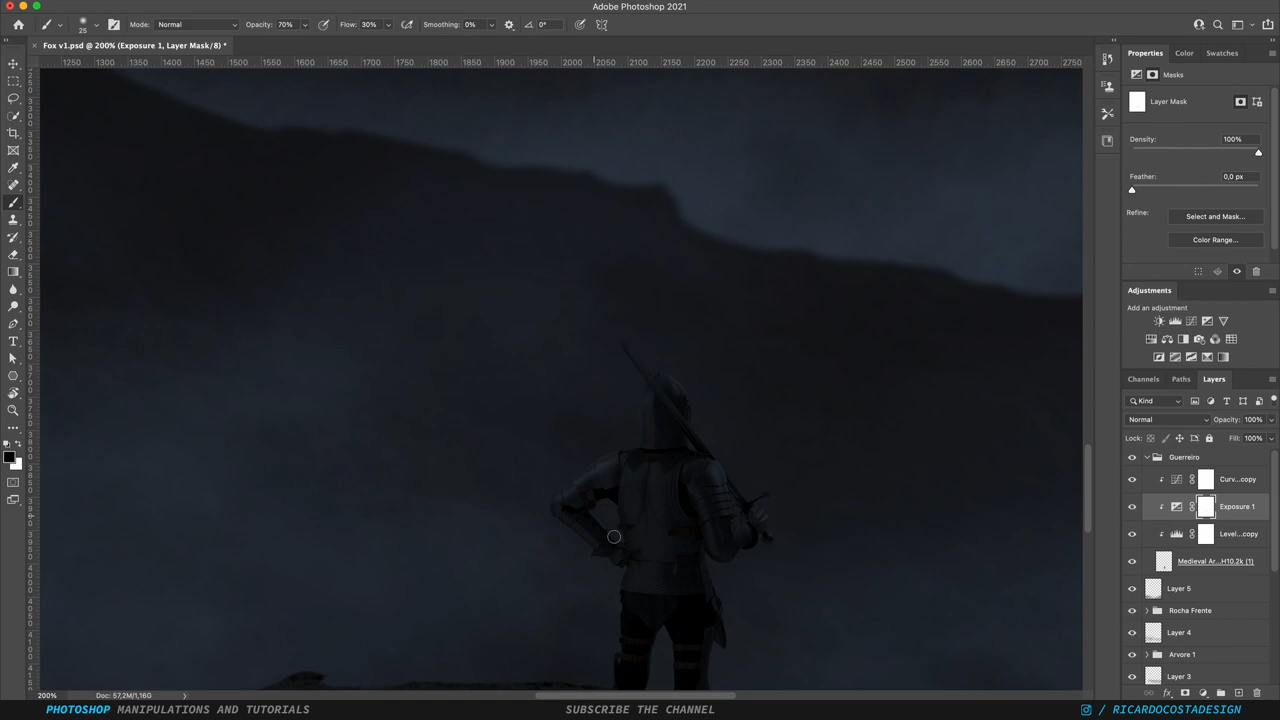 Adobe Photoshop 2021
25 Mode: Normal Opacity: 70% Flow: 30% Smoothing: 0% 0°
× Fox v1.psd @ 200% (Exposure 1, Layer Mask/8) *
1250 1300 1350 1400 1450 1500 1550 1600 1650 1700 1750 1800 1850 1900 1950 2000 2050 2100 2150 2200 2250 2300 2350 2400 2450 2500 2550 2600 2650 2700 2750
Properties Color Swatches
Masks
Layer Mask
Density: 100%
Feather: 0,0 px
Refine: Select and Mask...
Color Range...
Adjustments
Add an adjustment
Channels Paths Layers
Kind
Normal Opacity: 100%
Lock: Fill: 100%
Guerreiro
Curv...copy
Exposure 1
Level...copy
Medieval Ar...H10.2k (1)
Layer 5
Rocha Frente
Layer 4
Arvore 1
Layer 3
200% Doc: 57,2M/1,16G
PHOTOSHOP MANIPULATIONS AND TUTORIALS SUBSCRIBE THE CHANNEL / RICARDOCOSTADESIGN